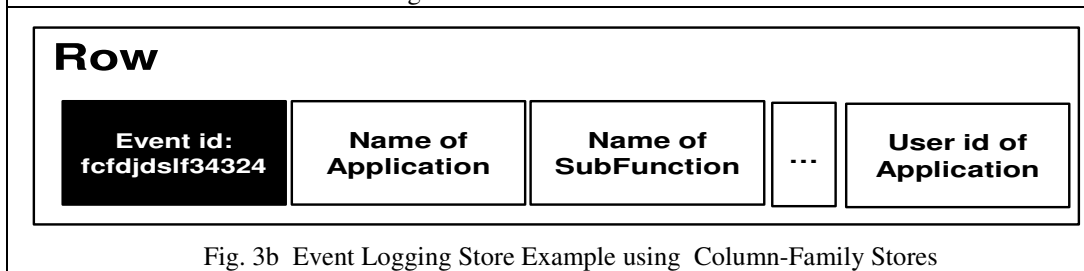 Row
Event id: Name of Name of User id of
fcfdjdslf34324 Application SubFunction ... Application
Fig. 3b Event Logging Store Example using Column-Family Stores